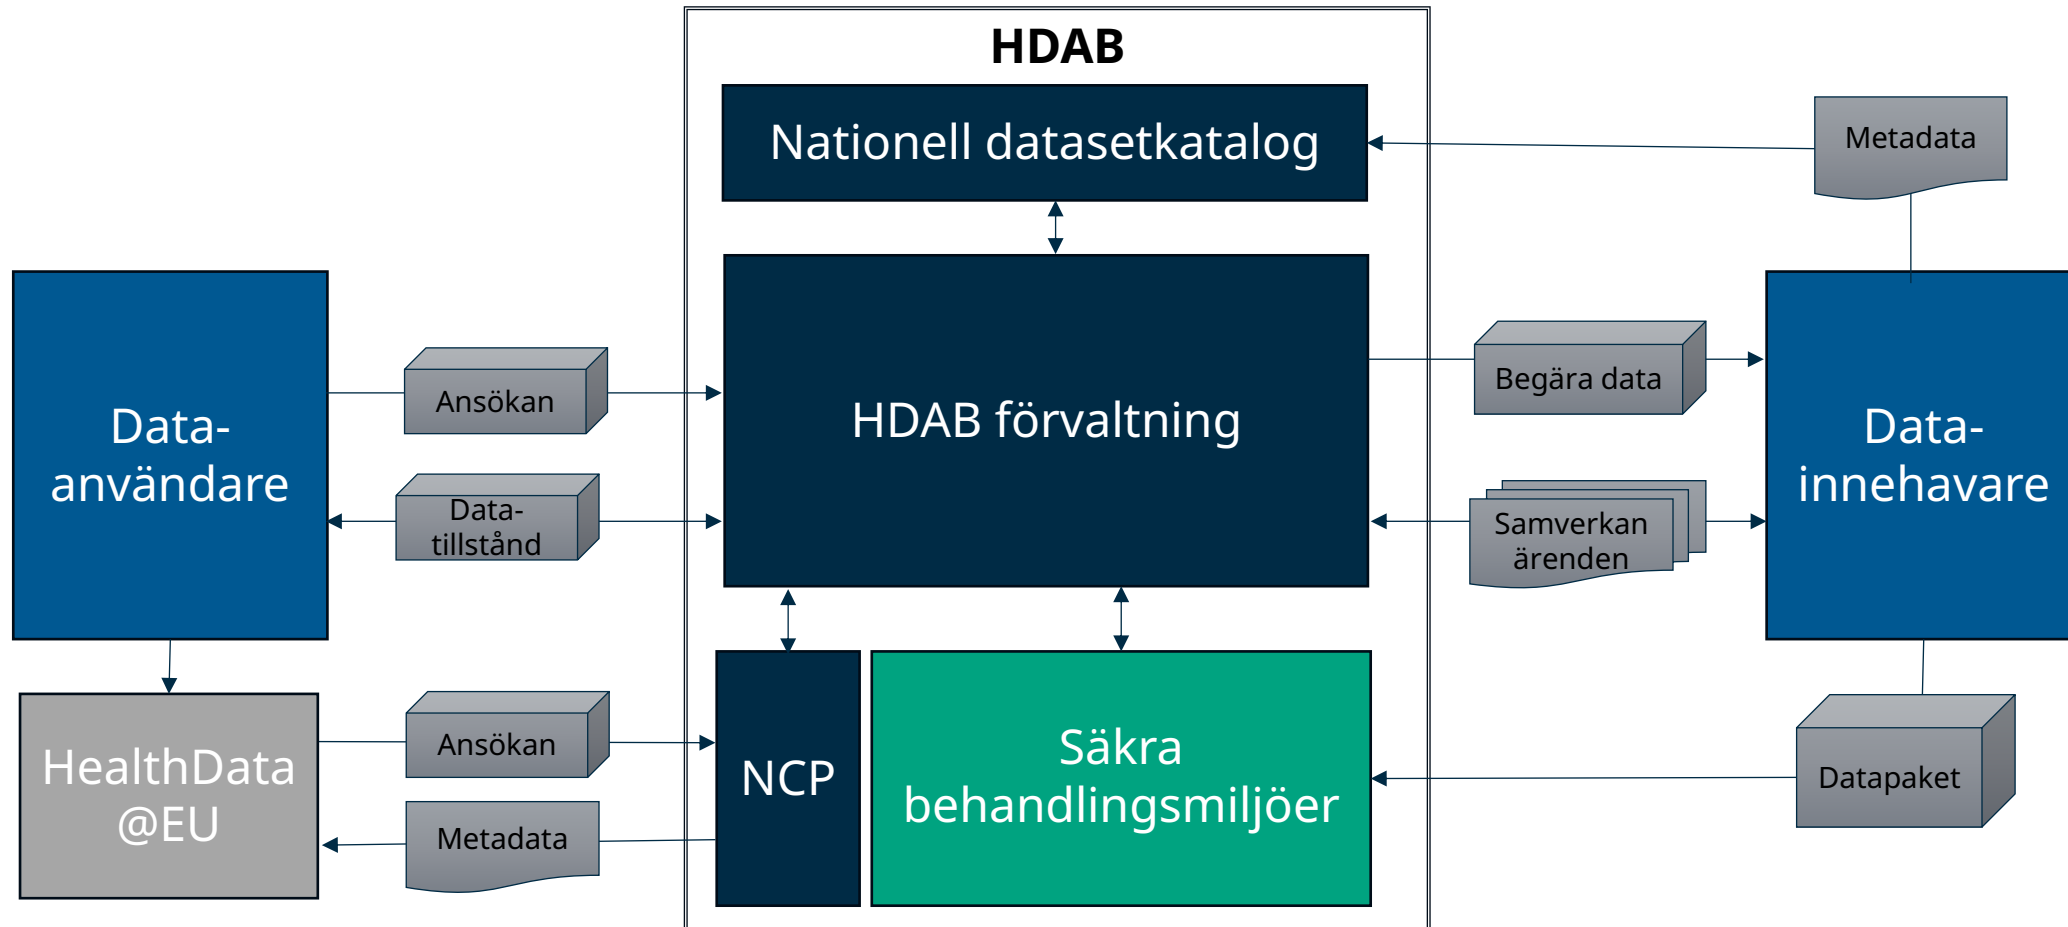 HDAB
Nationell datasetkatalog
Metadata
Data-
användare
Ansökan
Data-
tillstånd
HDAB förvaltning
Begära data
Samverkan
ärenden
Data-
innehavare
HealthData
@EU
Ansökan
Metadata
NCP
Säkra
behandlingsmiljöer
Datapaket